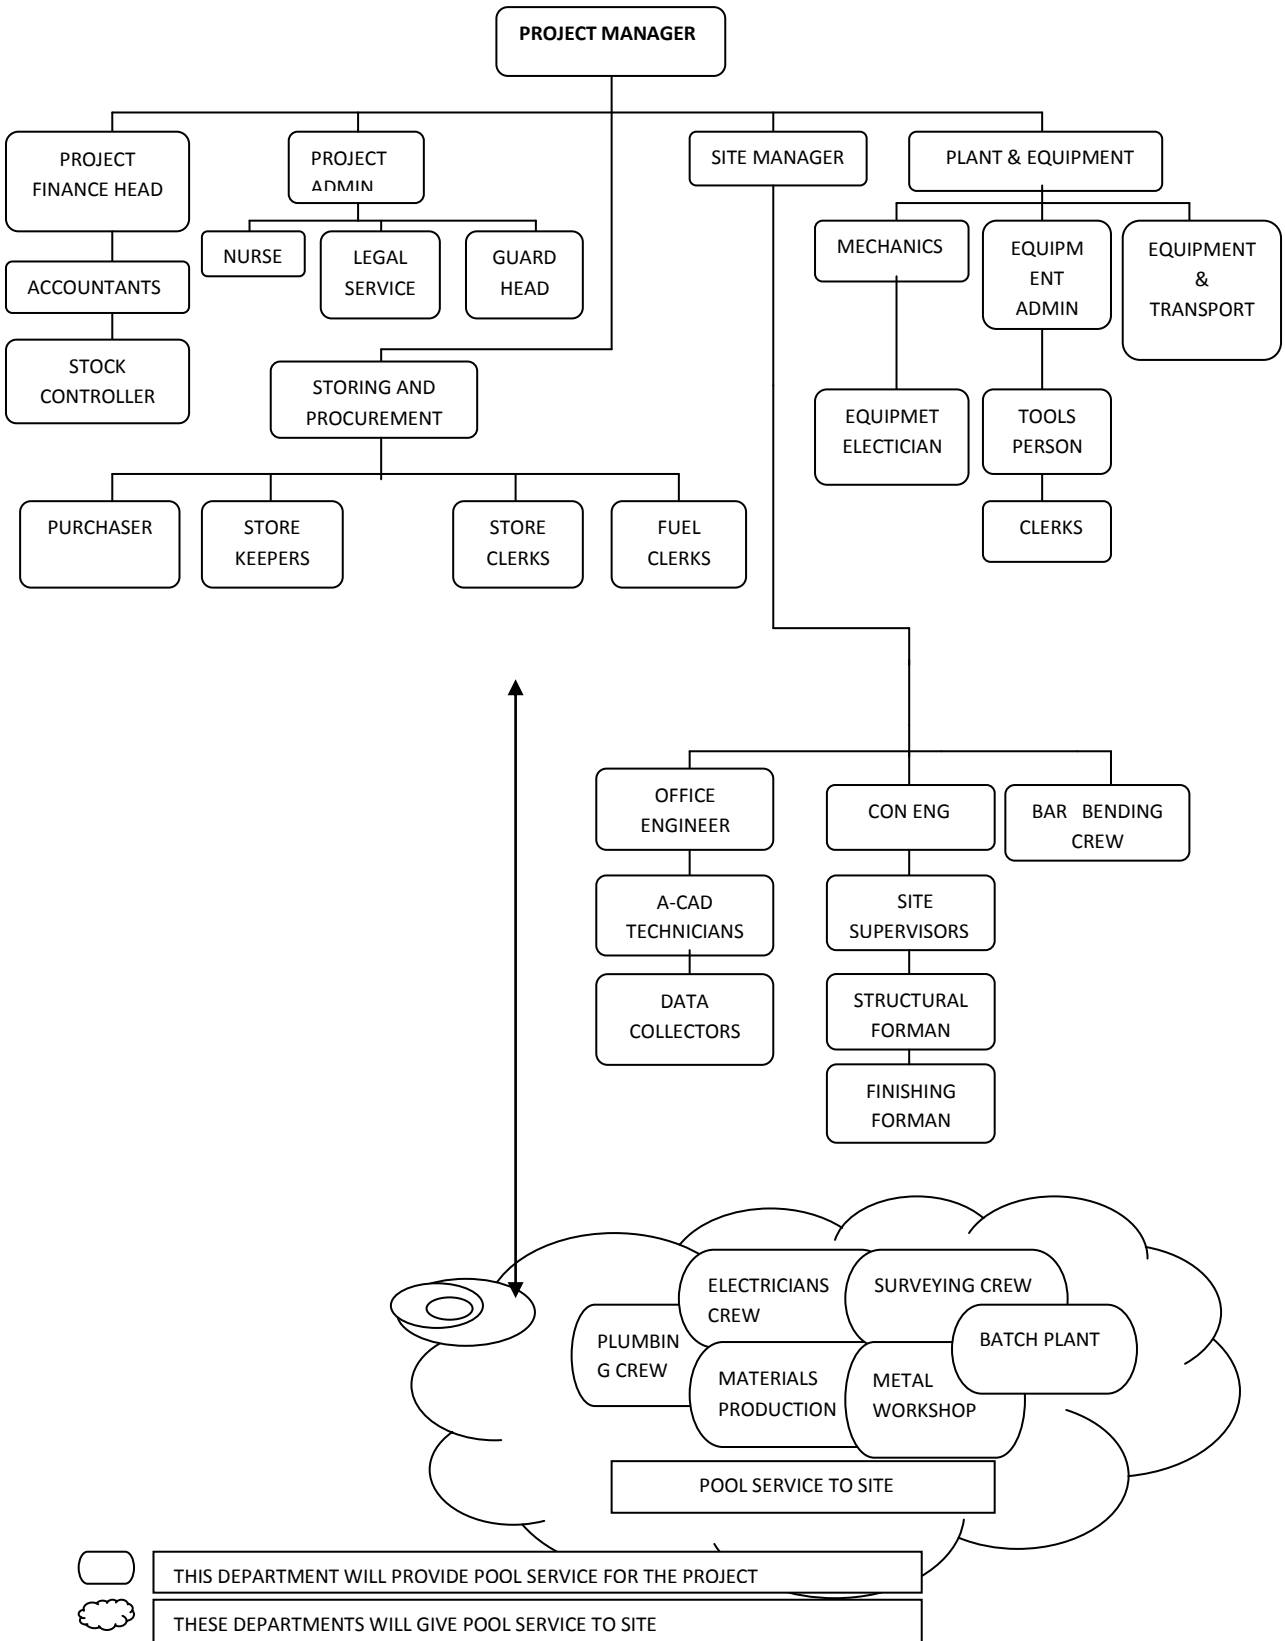 PROJECT MANAGER
PROJECT
FINANCE HEAD
PROJECT
ADMIN
SITE MANAGER
PLANT & EQUIPMENT
NURSE
LEGAL
SERVICE
GUARD
HEAD
MECHANICS
EQUIPM
ENT
ADMIN
EQUIPMENT
&
TRANSPORT
ACCOUNTANTS
STOCK
CONTROLLER
STORING AND
PROCUREMENT
EQUIPMET
ELECTICIAN
TOOLS
PERSON
PURCHASER
STORE
KEEPERS
STORE
CLERKS
FUEL
CLERKS
CLERKS
OFFICE
ENGINEER
CON ENG
BAR BENDING
CREW
A-CAD
TECHNICIANS
SITE
SUPERVISORS
DATA
COLLECTORS
STRUCTURAL
FORMAN
FINISHING
FORMAN
ELECTRICIANS
CREW
SURVEYING CREW
PLUMBIN
G CREW
BATCH PLANT
MATERIALS
PRODUCTION
METAL
WORKSHOP
POOL SERVICE TO SITE
THIS DEPARTMENT WILL PROVIDE POOL SERVICE FOR THE PROJECT
THESE DEPARTMENTS WILL GIVE POOL SERVICE TO SITE